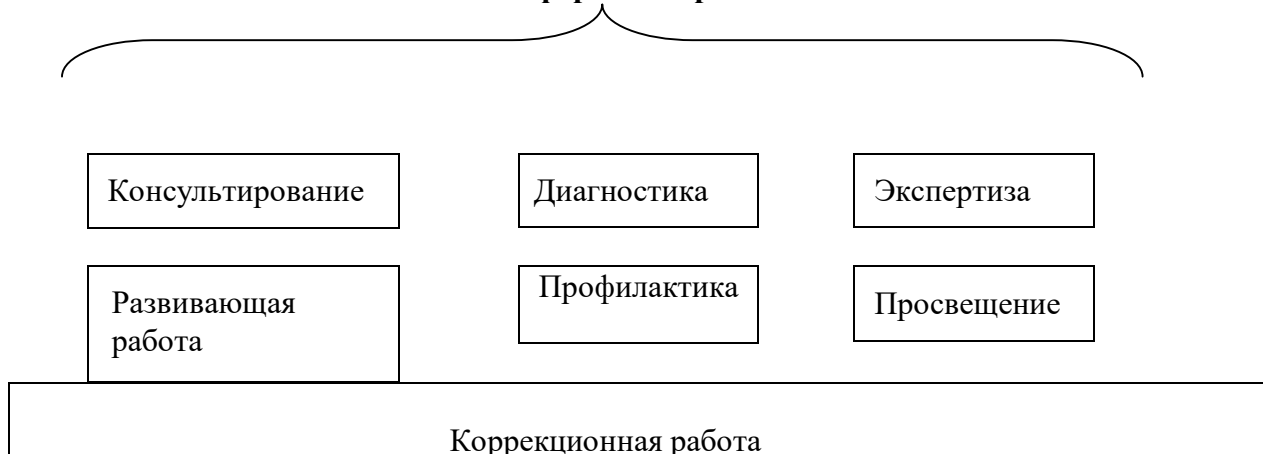 Консультирование
Диагностика
Экспертиза
Развивающая
работа
Профилактика
Просвещение
Коррекционная работа